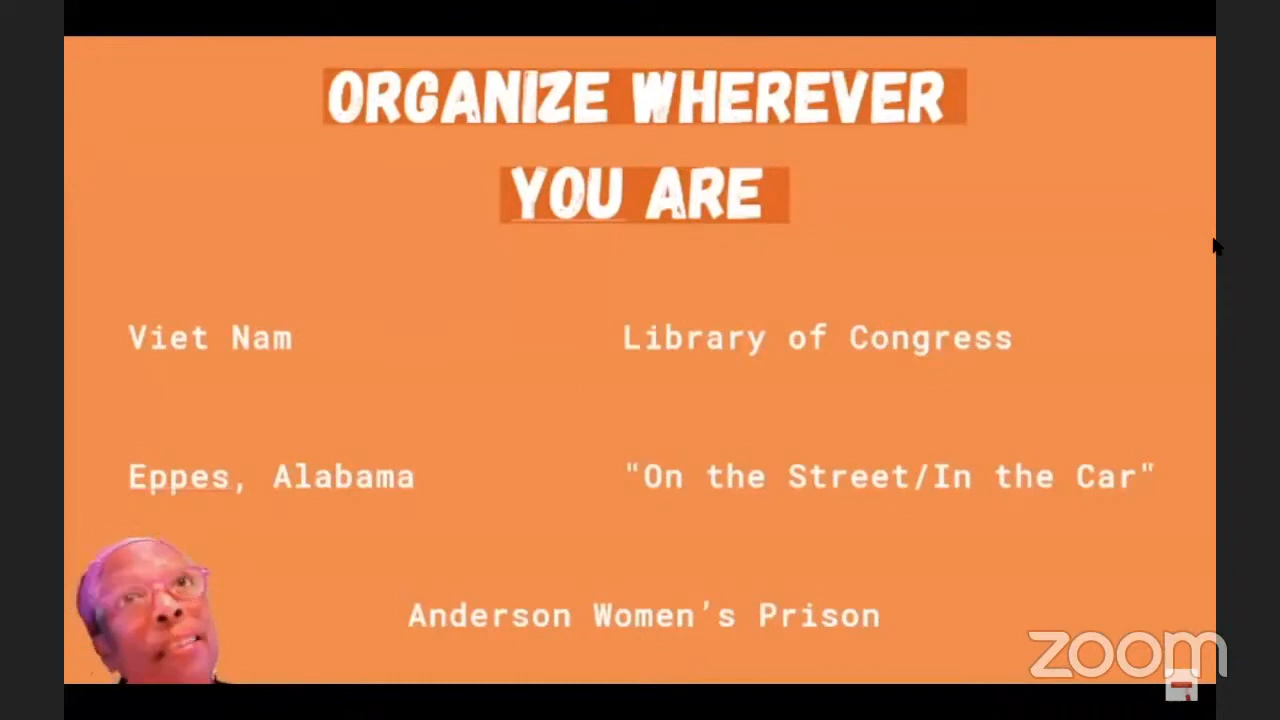 ORGANIZE WHEREVER
YOU ARE
Viet Nam
Library of Congress
Eppes, Alabama
"On the Street/In the Car"
Anderson Women’s Prison
zoom